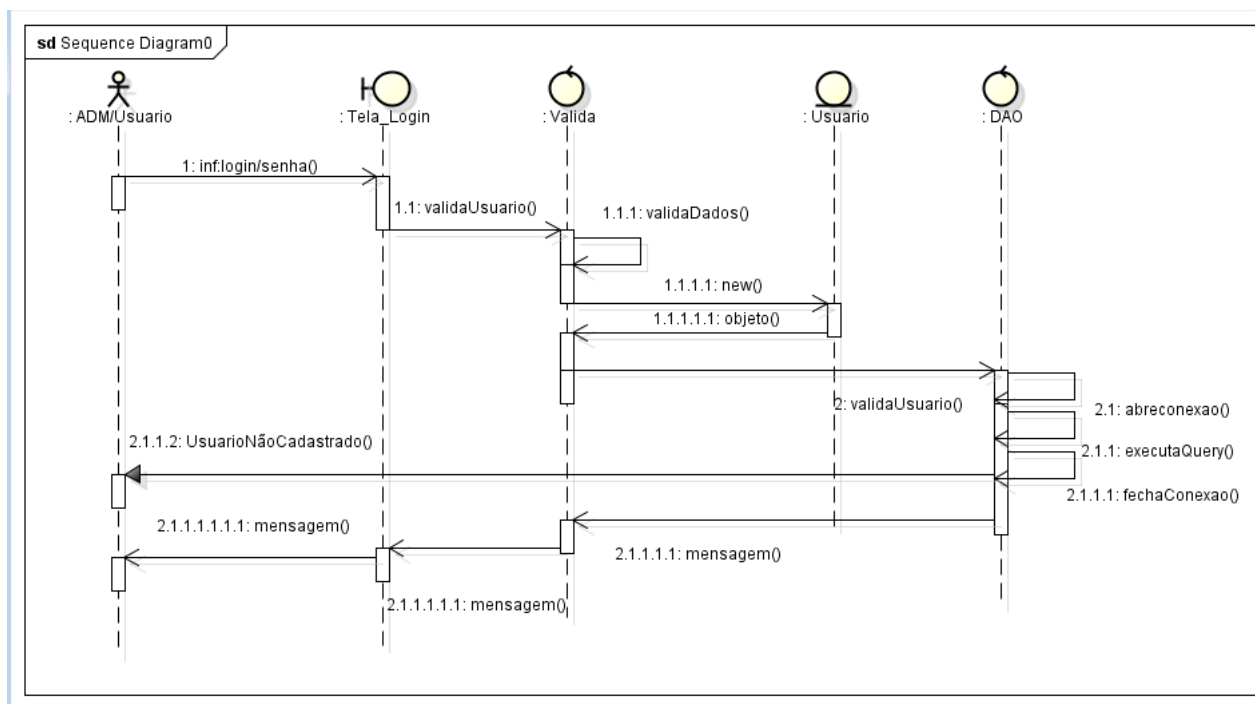 sd Sequence Diagram0
: ADM/Usuario
: Tela_Login
: Valida
: Usuario
: DAO
1: inf:login/senha()
1.1: validaUsuario()
1.1.1: validaDados()
1.1.1.1: new()
1.1.1.1.1: objeto()
2: validaUsuario()
2.1: abreconexao()
2.1.1.2: UsuarioNãoCadastrado()
2.1.1: executaQuery()
2.1.1.1: fechaConexao()
2.1.1.1.1.1.1: mensagem()
2.1.1.1.1: mensagem()
2.1.1.1.1.1: mensagem()